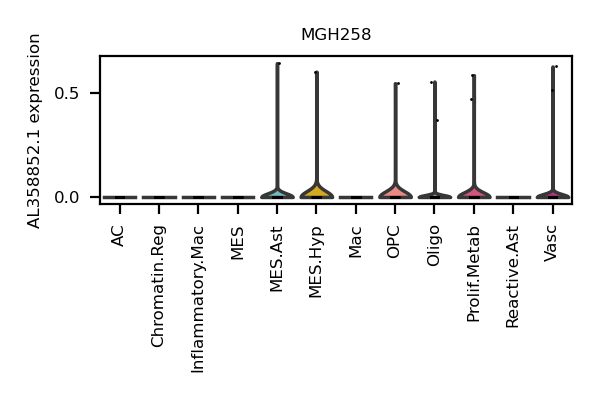 MGH258
AL358852.1 expression
0.5
0.0
AC
Chromatin.Reg
Inflammatory.Mac
MES
MES.Ast
MES.Hyp
Mac
OPC
Oligo
Prolif.Metab
Reactive.Ast
Vasc